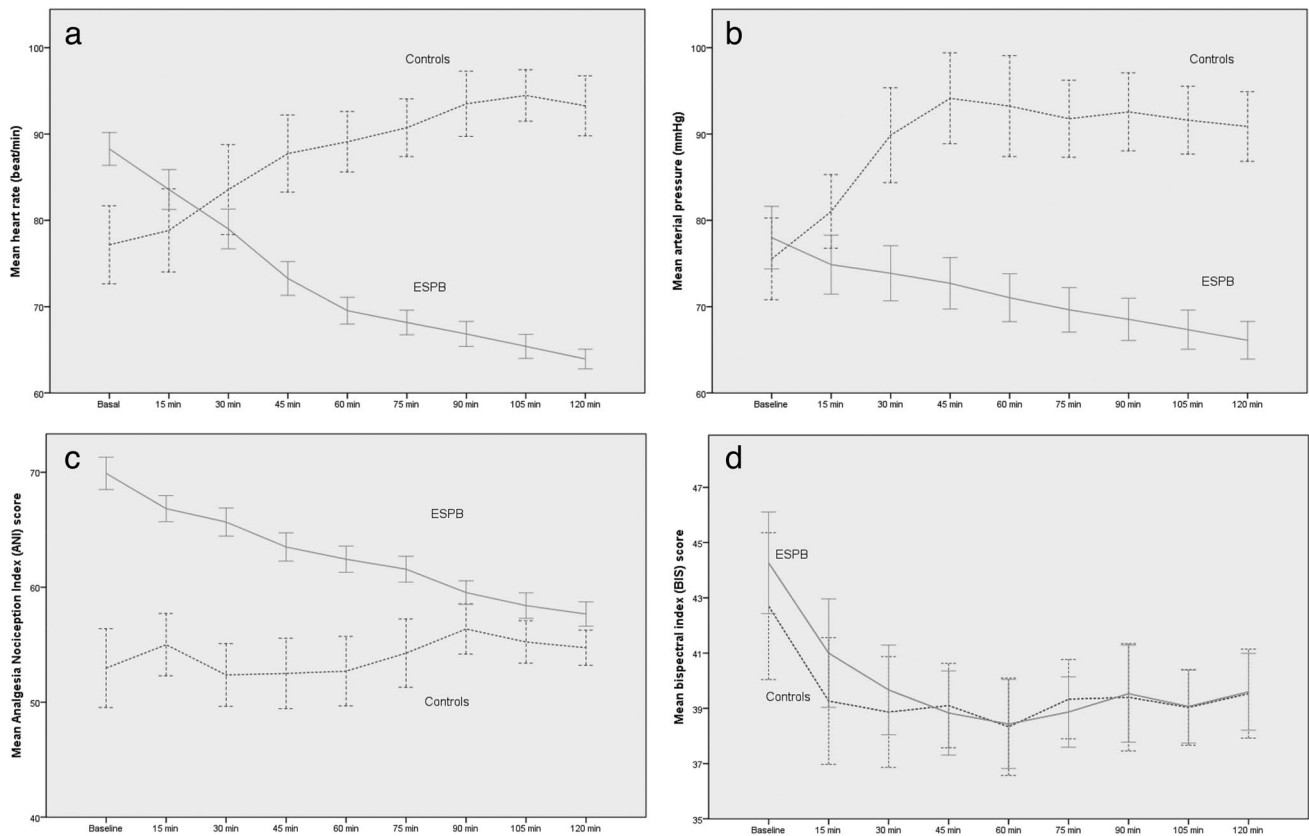 a
Controls
ESPB
Mean heart rate (beat/min)
100
90
80
70
60
Basal 15 min 30 min 45 min 60 min 75 min 90 min 105 min 120 min
b
Controls
ESPB
Mean arterial pressure (mmHg)
100
90
80
70
60
Baseline 15 min 30 min 45 min 60 min 75 min 90 min 105 min 120 min
c
ESPB
Controls
Mean Analgesia Nociception Index (ANI) score
70
60
50
40
Baseline 15 min 30 min 45 min 60 min 75 min 90 min 105 min 120 min
d
ESPB
Controls
Mean bispectral index (BIS) score
47
45
43
41
39
37
35
Baseline 15 min 30 min 45 min 60 min 75 min 90 min 105 min 120 min